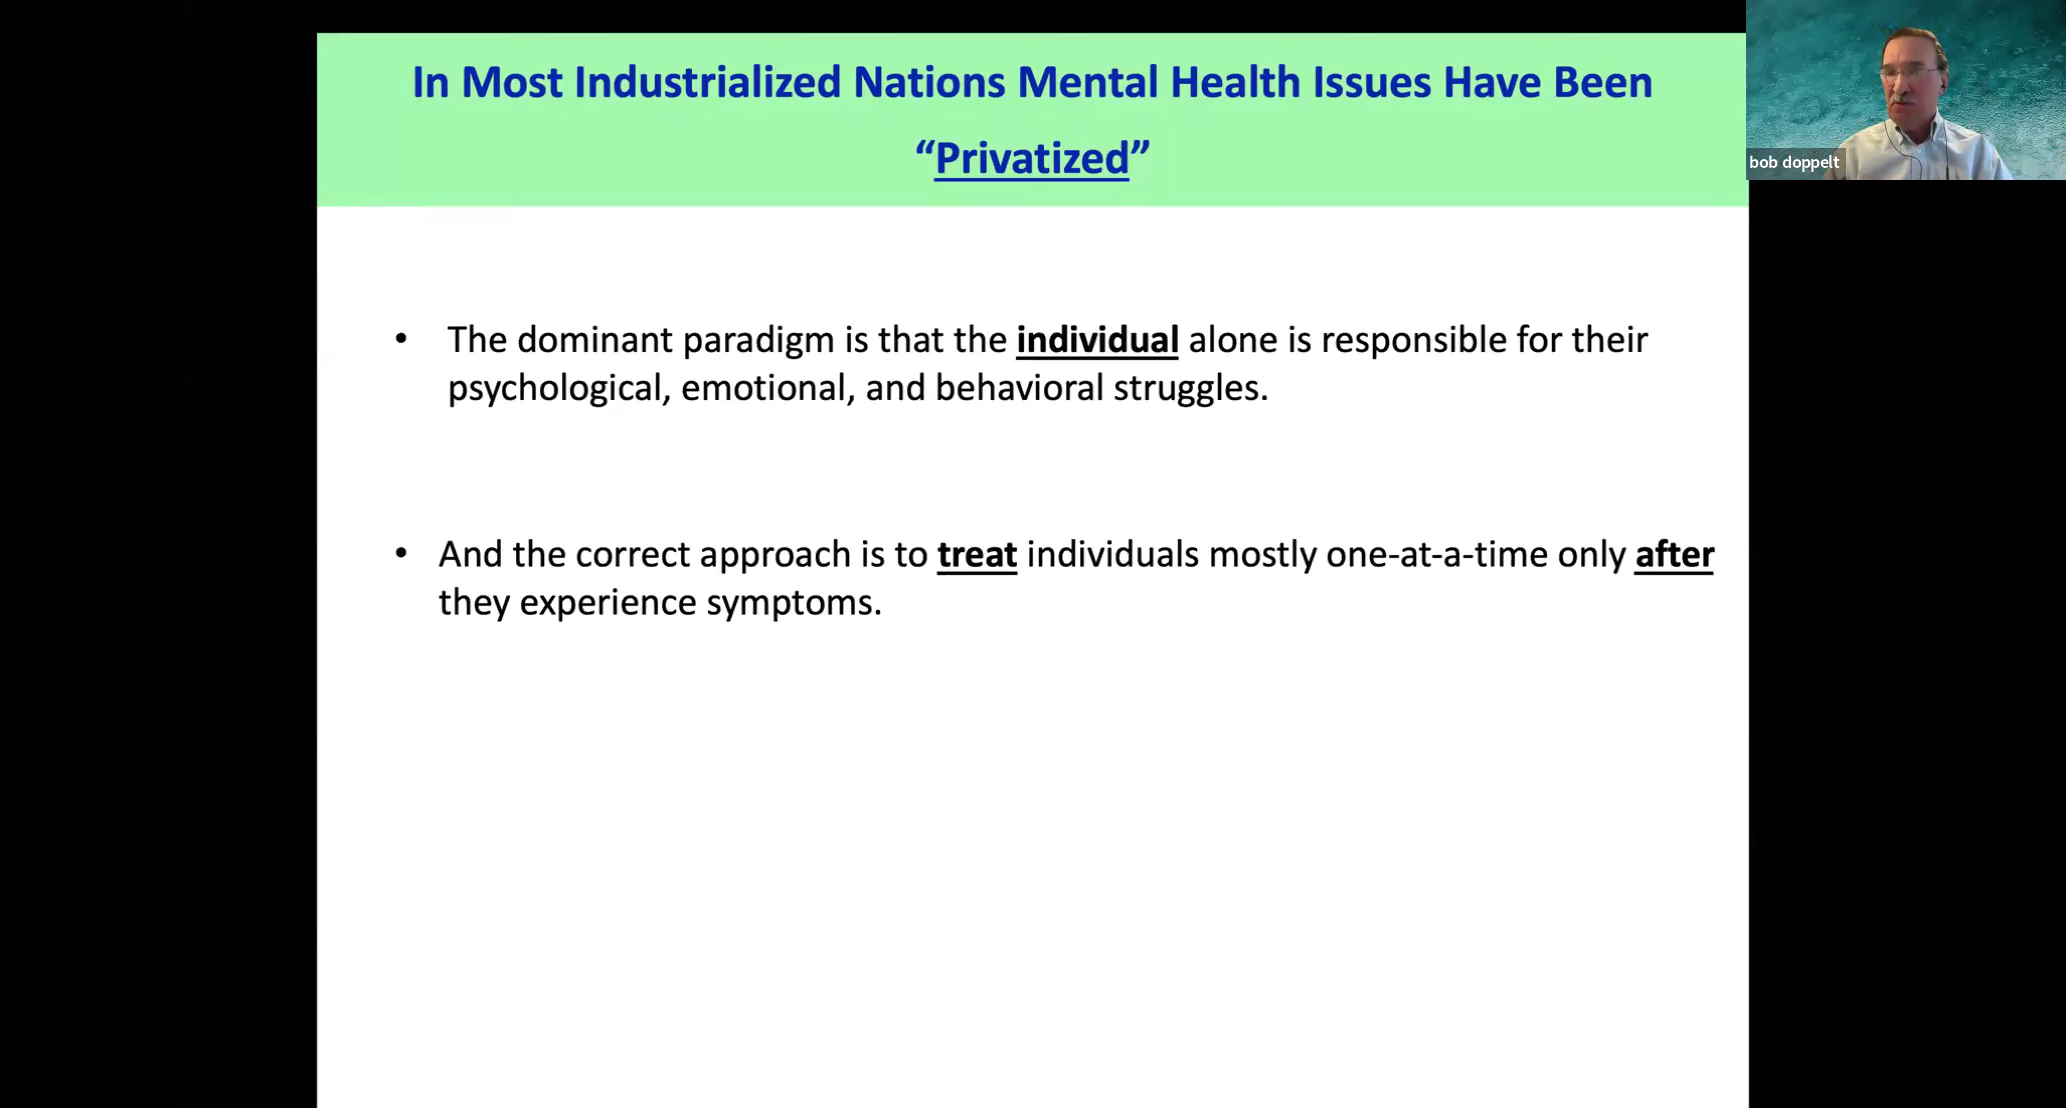 In Most Industrialized Nations Mental Health Issues Have Been
“Privatized”
bob doppelt
• The dominant paradigm is that the individual alone is responsible for their
psychological, emotional, and behavioral struggles.
• And the correct approach is to treat individuals mostly one-at-a-time only after
they experience symptoms.